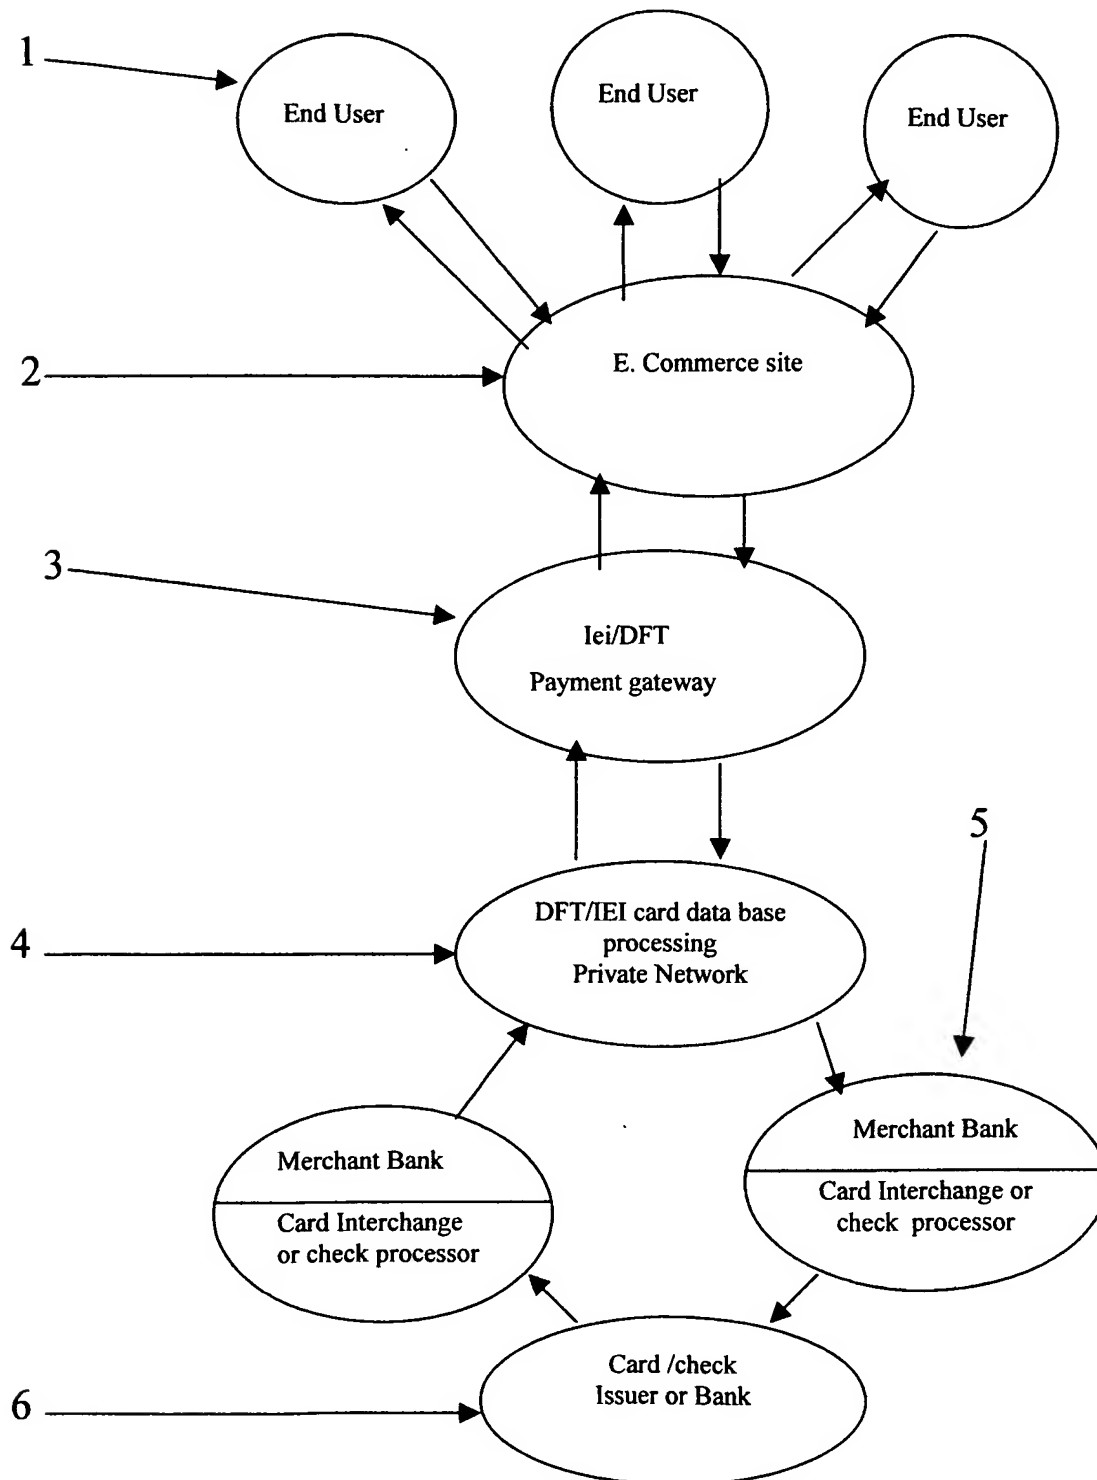 1
End User
End User
End User
2
E. Commerce site
3
Iei/DFT
Payment gateway
5
4
DFT/IEI card data base
processing
Private Network
Merchant Bank
Card Interchange or
check processor
Merchant Bank
Card Interchange
or check processor
6
Card /check
Issuer or Bank